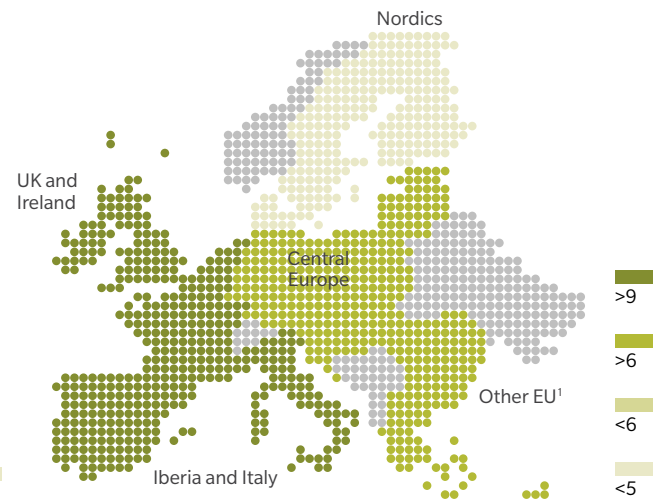 Nordics
UK and
Ireland
Central
Europe
>9
>6
Other EU¹
<6
Iberia and Italy
<5